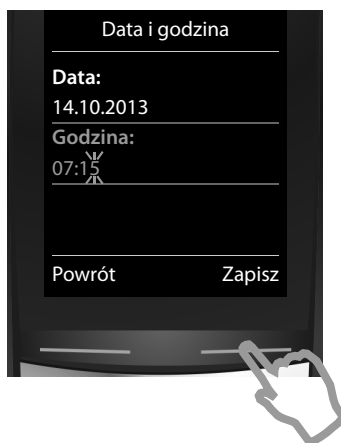 Data i godzina
Data:
14.10.2013
Godzina:
07:15
Powrót Zapisz